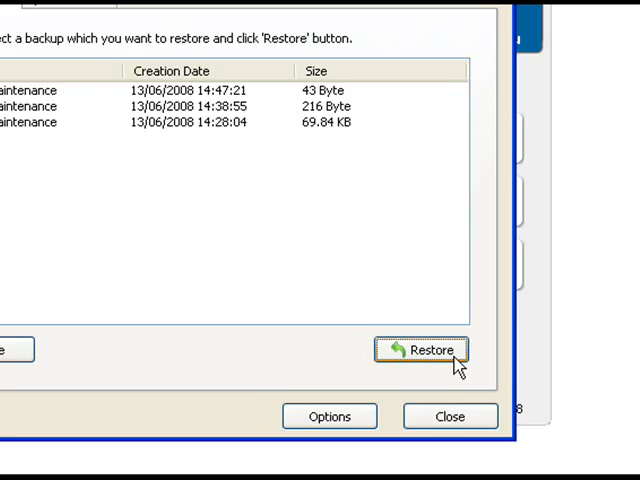 ect a backup which you want to restore and click 'Restore' button.
Creation Date Size
aintenance 13/06/2008 14:47:21 43 Byte
aintenance 13/06/2008 14:38:55 216 Byte
aintenance 13/06/2008 14:28:04 69.84 KB
e Restore
Options Close 8